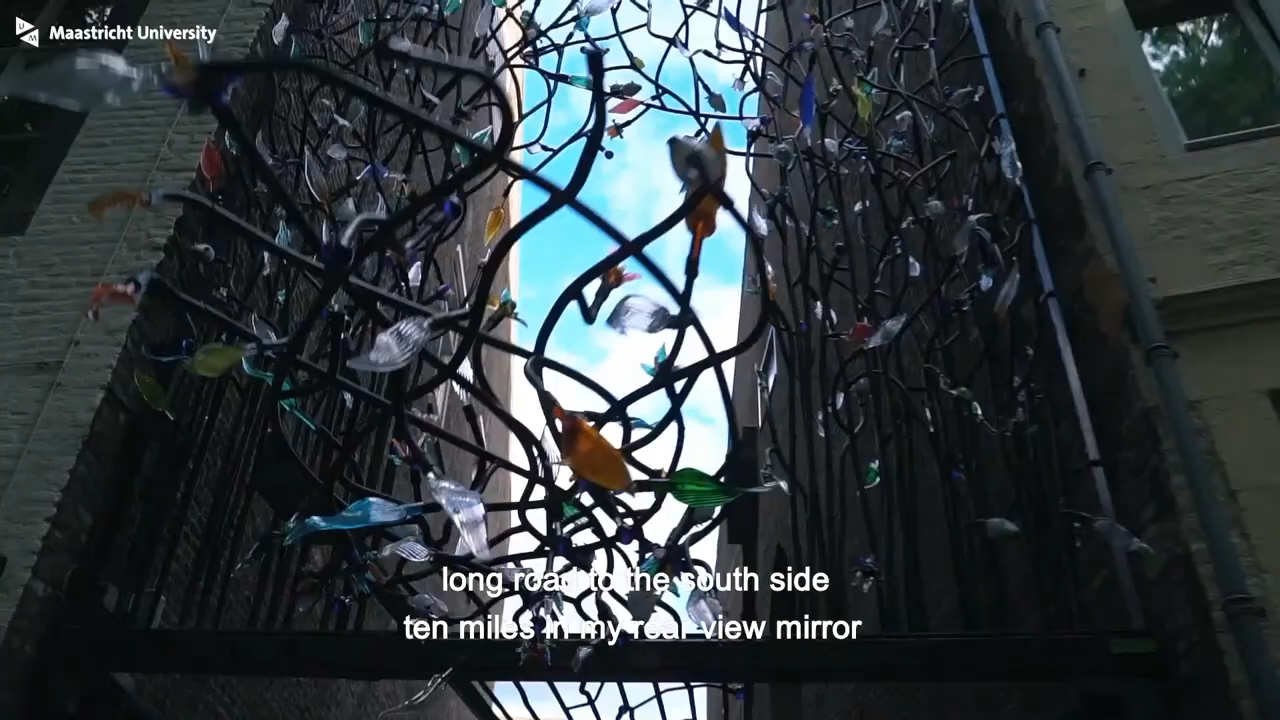 Maastricht University
long road to the south side
ten miles in my rear view mirror